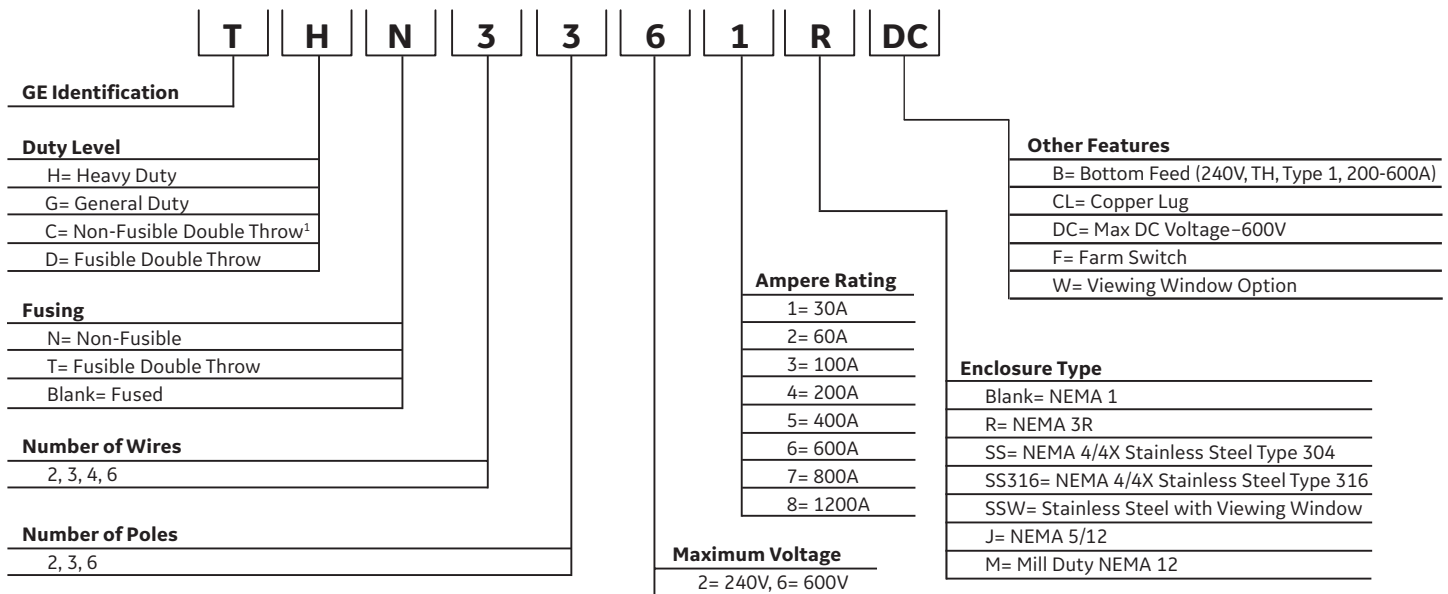 T H N 3 3 6 1 R DC
GE Identification
Duty Level
H= Heavy Duty
G= General Duty
C= Non-Fusible Double Throw¹
D= Fusible Double Throw
Fusing
N= Non-Fusible
T= Fusible Double Throw
Blank= Fused
Number of Wires
2, 3, 4, 6
Number of Poles
2, 3, 6
Maximum Voltage
2= 240V, 6= 600V
Ampere Rating
1= 30A
2= 60A
3= 100A
4= 200A
5= 400A
6= 600A
7= 800A
8= 1200A
Enclosure Type
Blank= NEMA 1
R= NEMA 3R
SS= NEMA 4/4X Stainless Steel Type 304
SS316= NEMA 4/4X Stainless Steel Type 316
SSW= Stainless Steel with Viewing Window
J= NEMA 5/12
M= Mill Duty NEMA 12
Other Features
B= Bottom Feed (240V, TH, Type 1, 200-600A)
CL= Copper Lug
DC= Max DC Voltage–600V
F= Farm Switch
W= Viewing Window Option